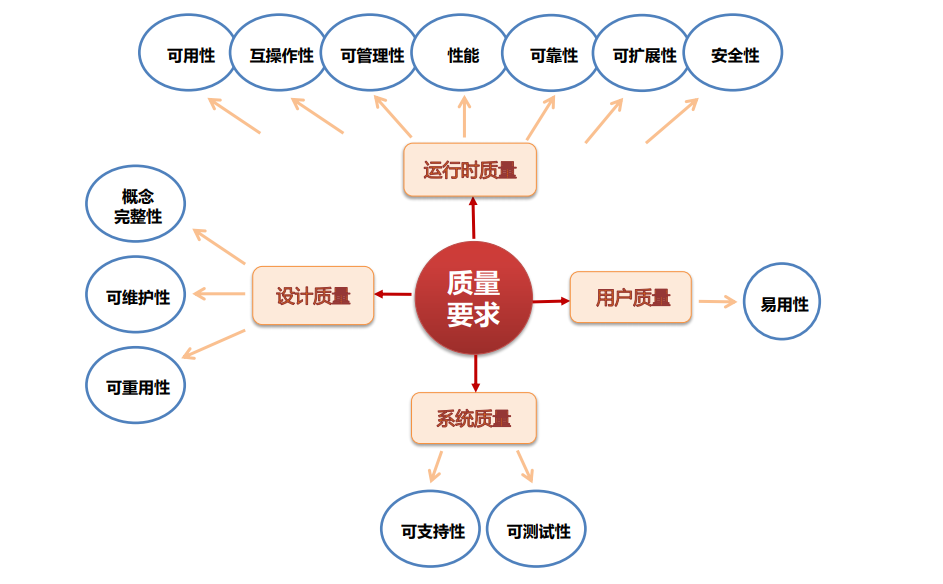 可用性
互操作性
可管理性
性能
可靠性
可扩展性
安全性
运行时质量
概念
完整性
可维护性
可重用性
设计质量
质量
要求
用户质量
易用性
系统质量
可支持性
可测试性